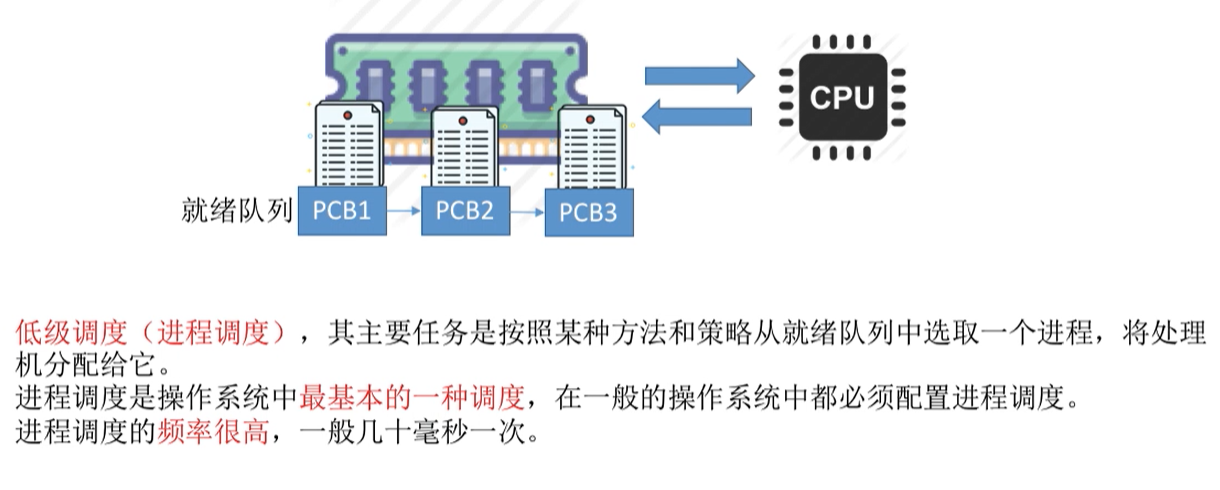 CPU
就绪队列 PCB1 PCB2 PCB3
低级调度（进程调度），其主要任务是按照某种方法和策略从就绪队列中选取一个进程，将处理
机分配给它。
进程调度是操作系统中最基本的一种调度，在一般的操作系统中都必须配置进程调度。
进程调度的频率很高，一般几十毫秒一次。